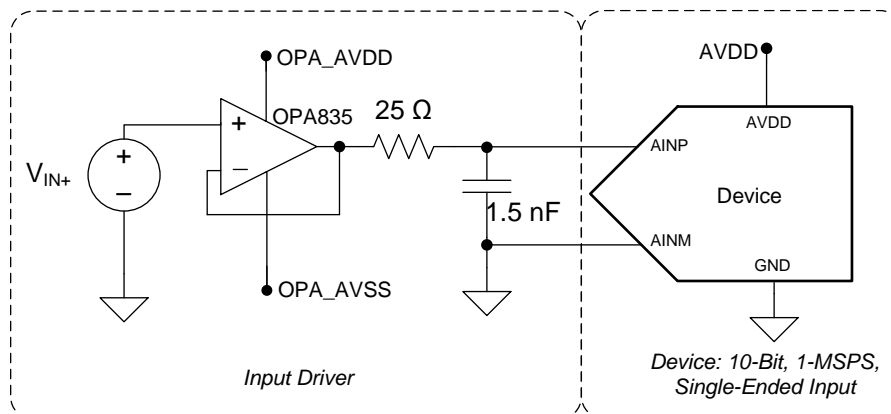 OPA_AVDD
AVDD
OPA835
25 Ω
+
AVDD
+
AINP
VIN+
−
−
Device
1.5 nF
AINM
GND
OPA_AVSS
Input Driver
Device: 10-Bit, 1-MSPS,
Single-Ended Input